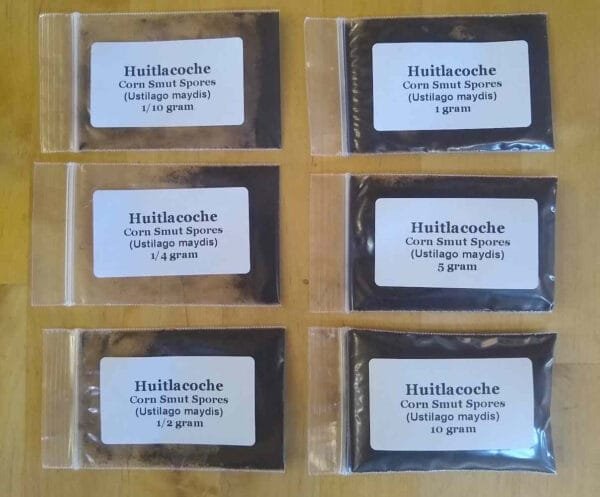 Huitlacoche
Corn Smut Spores
(Ustilago maydis)
1/10 gram
Huitlacoche
Corn Smut Spores
(Ustilago maydis)
1 gram
Huitlacoche
Corn Smut Spores
(Ustilago maydis)
1/4 gram
Huitlacoche
Corn Smut Spores
(Ustilago maydis)
5 gram
Huitlacoche
Corn Smut Spores
(Ustilago maydis)
1/2 gram
Huitlacoche
Corn Smut Spores
(Ustilago maydis)
10 gram